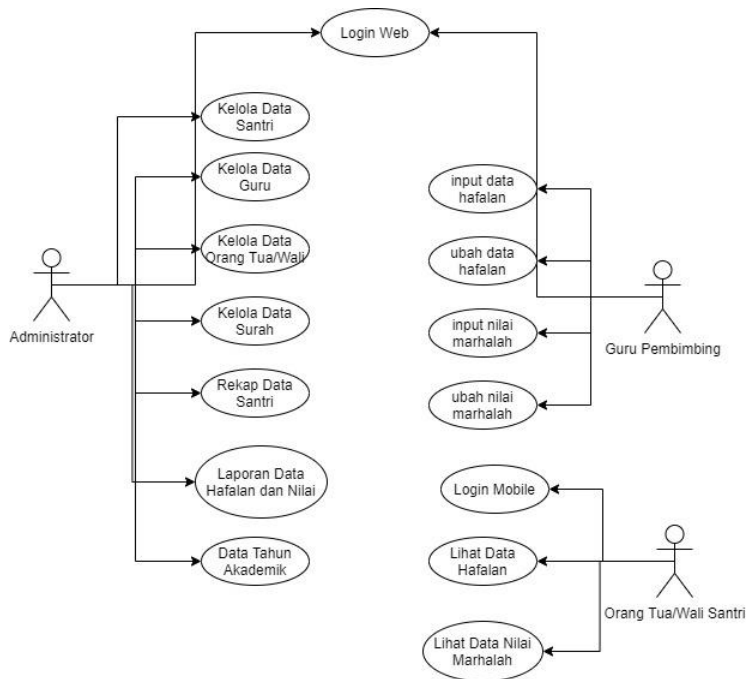 Login Web
Kelola Data
Santri
Kelola Data
Guru
Kelola Data
Orang Tua/Wali
Kelola Data
Surah
Rekap Data
Santri
Laporan Data
Hafalan dan Nilai
Data Tahun
Akademik
Administrator
input data
hafalan
ubah data
hafalan
input nilai
marhalah
ubah nilai
marhalah
Guru Pembimbing
Login Mobile
Lihat Data
Hafalan
Lihat Data Nilai
Marhalah
Orang Tua/Wali Santri